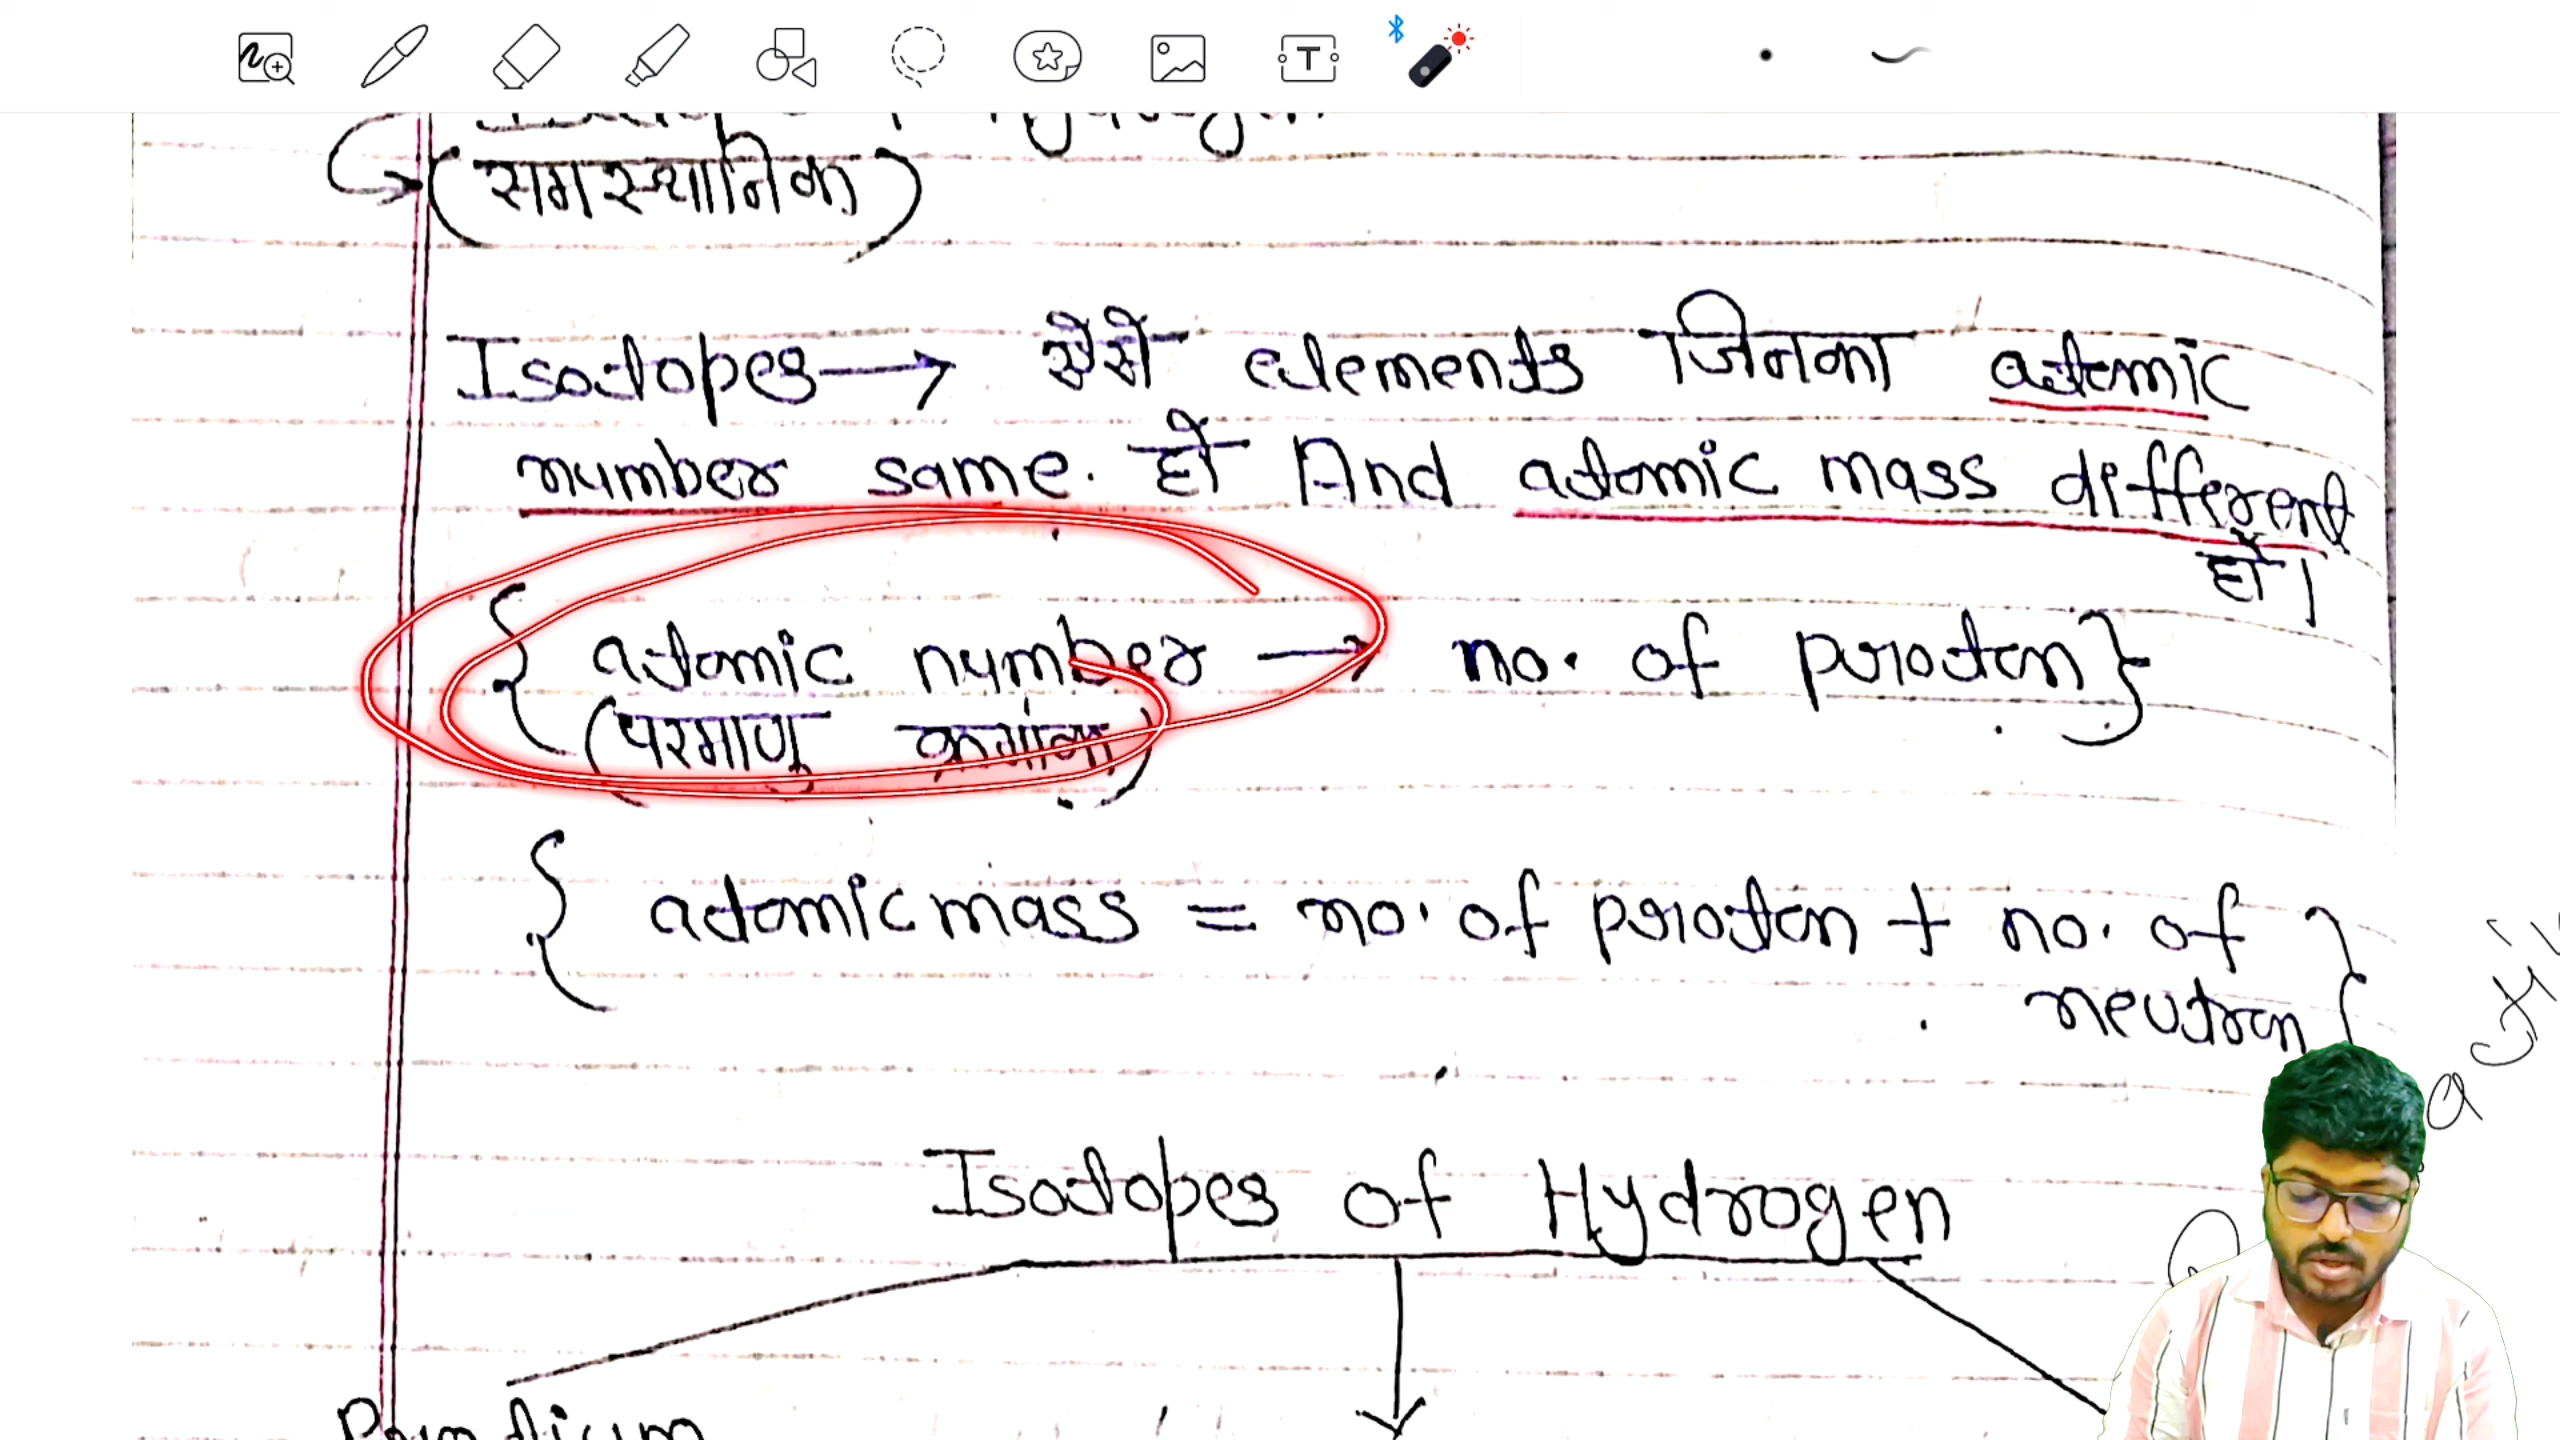 (समस्थानिक)
Isotopes → ऐसे elements जिनका atomic
number same. हो And atomic mass different
हो।
{ atomic number → no. of proton}
(परमाणु क्रमांक)
{ atomic mass = no. of proton + no. of
neutron }
Isotopes of Hydrogen